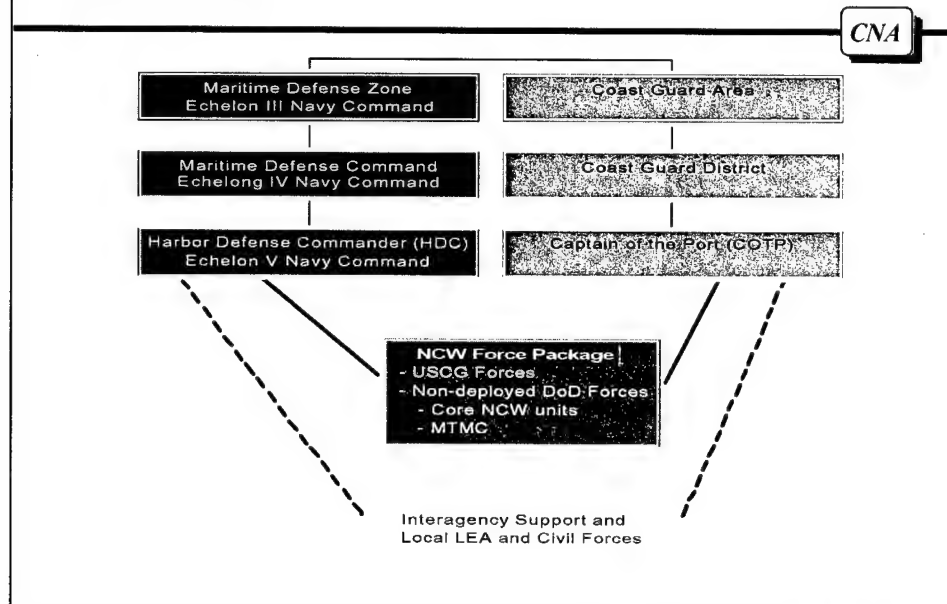 CNA
Maritime Defense Zone
Echelon III Navy Command
Coast Guard Area
Maritime Defense Command
Echelong IV Navy Command
Coast Guard District
Harbor Defense Commander (HDC)
Echelon V Navy Command
Captain of the Port (COTP)
NCW Force Package
- USCG Forces
- Non-deployed DoD Forces
- Core NCW units
- MTMC
Interagency Support and
Local LEA and Civil Forces